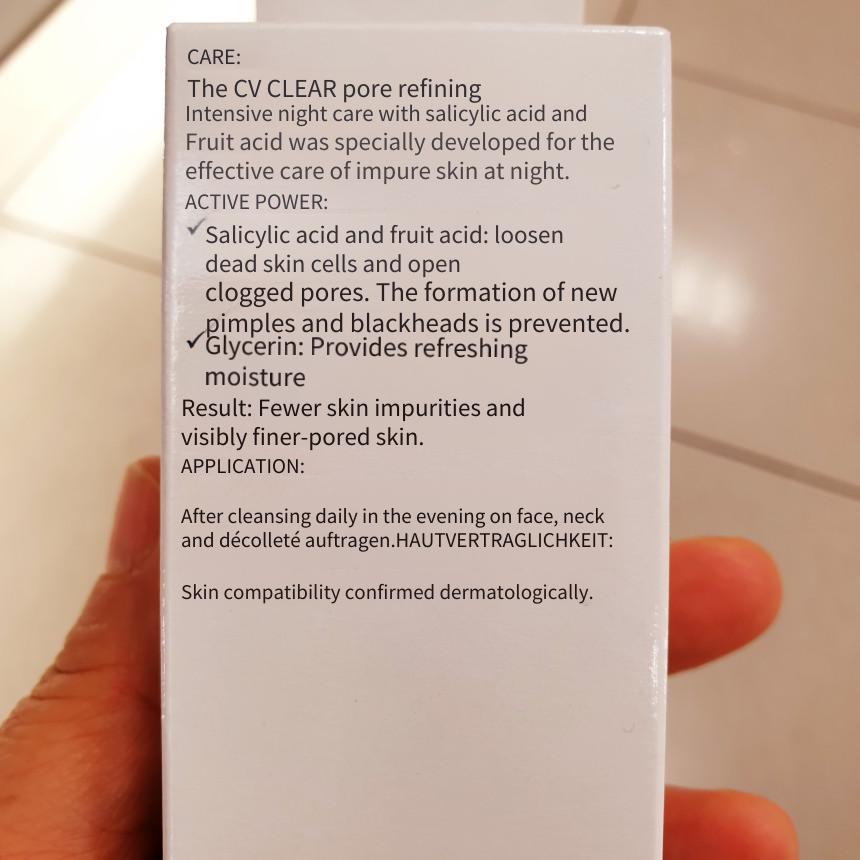 CARE:
The CV CLEAR pore refining
Intensive night care with salicylic acid and
Fruit acid was specially developed for the
effective care of impure skin at night.
ACTIVE POWER:
✓Salicylic acid and fruit acid: loosen
dead skin cells and open
clogged pores. The formation of new
pimples and blackheads is prevented.
✓Glycerin: Provides refreshing
moisture
Result: Fewer skin impurities and
visibly finer-pored skin.
APPLICATION:
After cleansing daily in the evening on face, neck
and décolleté auftragen.HAUTVERTRAGLICHKEIT:
Skin compatibility confirmed dermatologically.